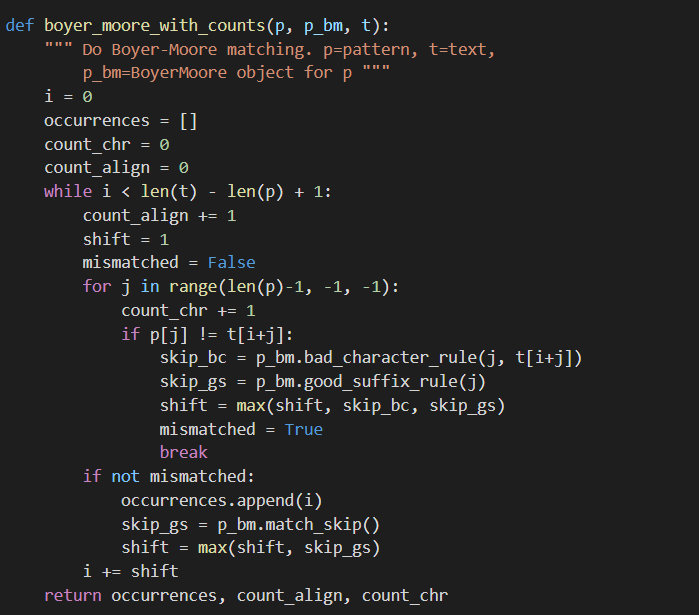 def boyer_moore_with_counts(p, p_bm, t):
    """ Do Boyer-Moore matching. p=pattern, t=text,
        p_bm=BoyerMoore object for p """
    i = 0
    occurrences = []
    count_chr = 0
    count_align = 0
    while i < len(t) - len(p) + 1:
        count_align += 1
        shift = 1
        mismatched = False
        for j in range(len(p)-1, -1, -1):
            count_chr += 1
            if p[j] != t[i+j]:
                skip_bc = p_bm.bad_character_rule(j, t[i+j])
                skip_gs = p_bm.good_suffix_rule(j)
                shift = max(shift, skip_bc, skip_gs)
                mismatched = True
                break
        if not mismatched:
            occurrences.append(i)
            skip_gs = p_bm.match_skip()
            shift = max(shift, skip_gs)
        i += shift
    return occurrences, count_align, count_chr